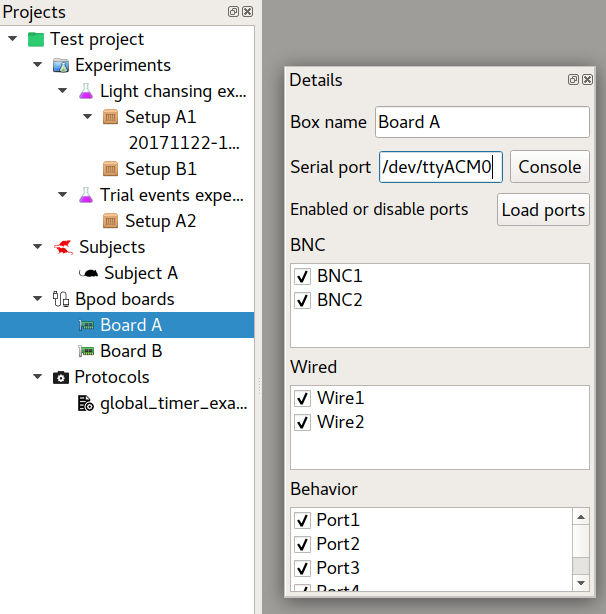 Projects
Test project
Experiments
Light chansing ex...
Setup A1
20171122-1...
Setup B1
Trial events expe...
Setup A2
Subjects
Subject A
Bpod boards
Board A
Board B
Protocols
global_timer_exa...
Details
Box name Board A
Serial port /dev/ttyACM0 Console
Enabled or disable ports Load ports
BNC
BNC1
BNC2
Wired
Wire1
Wire2
Behavior
Port1
Port2
Port3
Port4